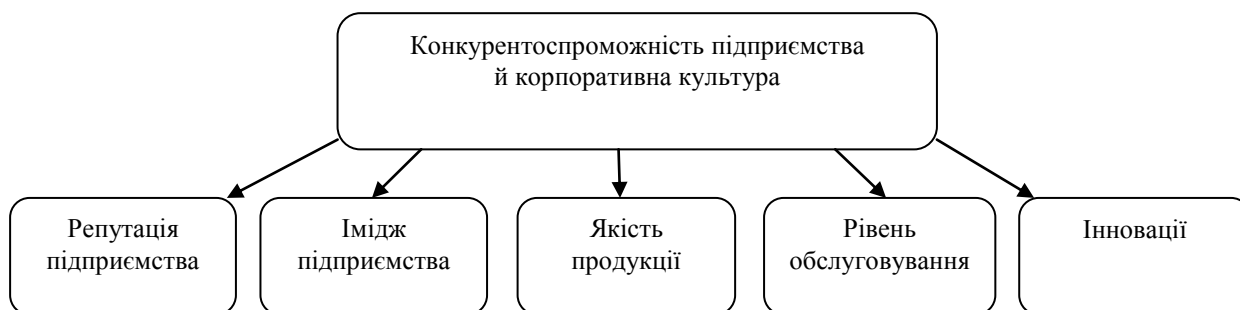 Конкурентоспроможність підприємства
й корпоративна культура
Репутація
підприємства
Імідж
підприємства
Якість
продукції
Рівень
обслуговування
Інновації